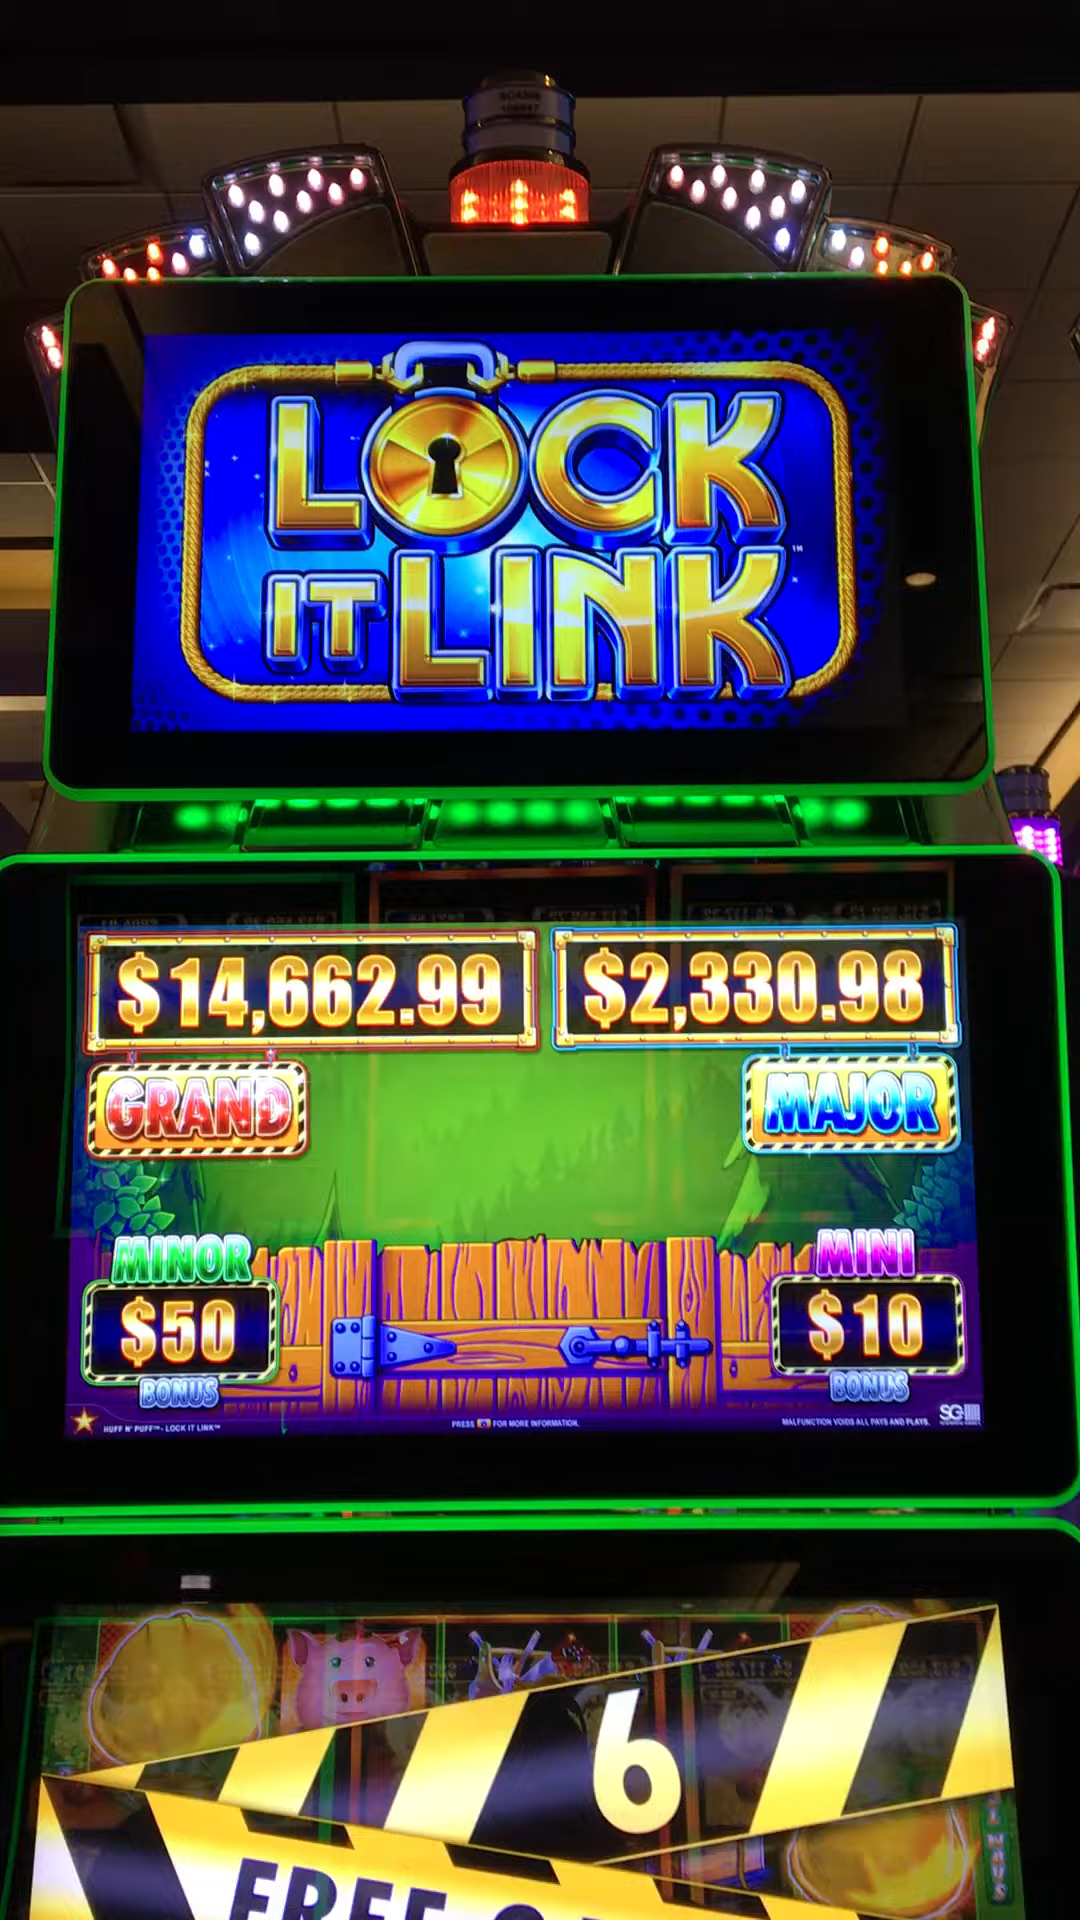 LOCK
IT LINK™
$14,662.99
$2,330.98
GRAND
MAJOR
MINOR
$50
BONUS
MINI
$10
BONUS
HUFF N' PUFF™ - LOCK IT LINK™
PRESS FOR MORE INFORMATION.
MALFUNCTION VOIDS ALL PAYS AND PLAYS.
SG
6
FREE